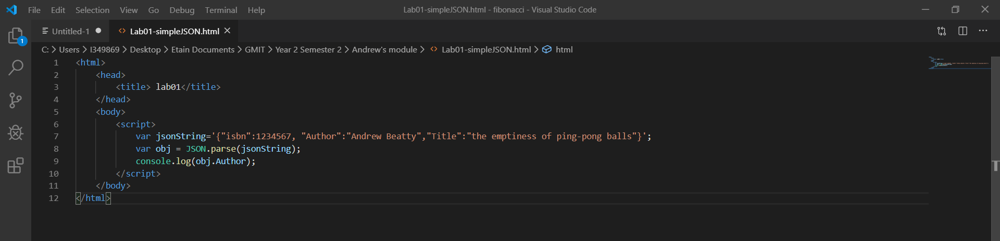 File Edit Selection View Go Debug Terminal Help Lab01-simpleJSON.html - fibonacci - Visual Studio Code
Untitled-1 Lab01-simpleJSON.html
1
C: > Users > I349869 > Desktop > Etain Documents > GMIT > Year 2 Semester 2 > Andrew's module > Lab01-simpleJSON.html > html
1 <html>
2 <head>
3 <title> lab01</title>
4 </head>
5 <body>
6 <script>
7 var jsonString='{"isbn":1234567, "Author":"Andrew Beatty","Title":"the emptiness of ping-pong balls"}';
8 var obj = JSON.parse(jsonString);
9 console.log(obj.Author);
10 </script>
11 </body>
12 </html>